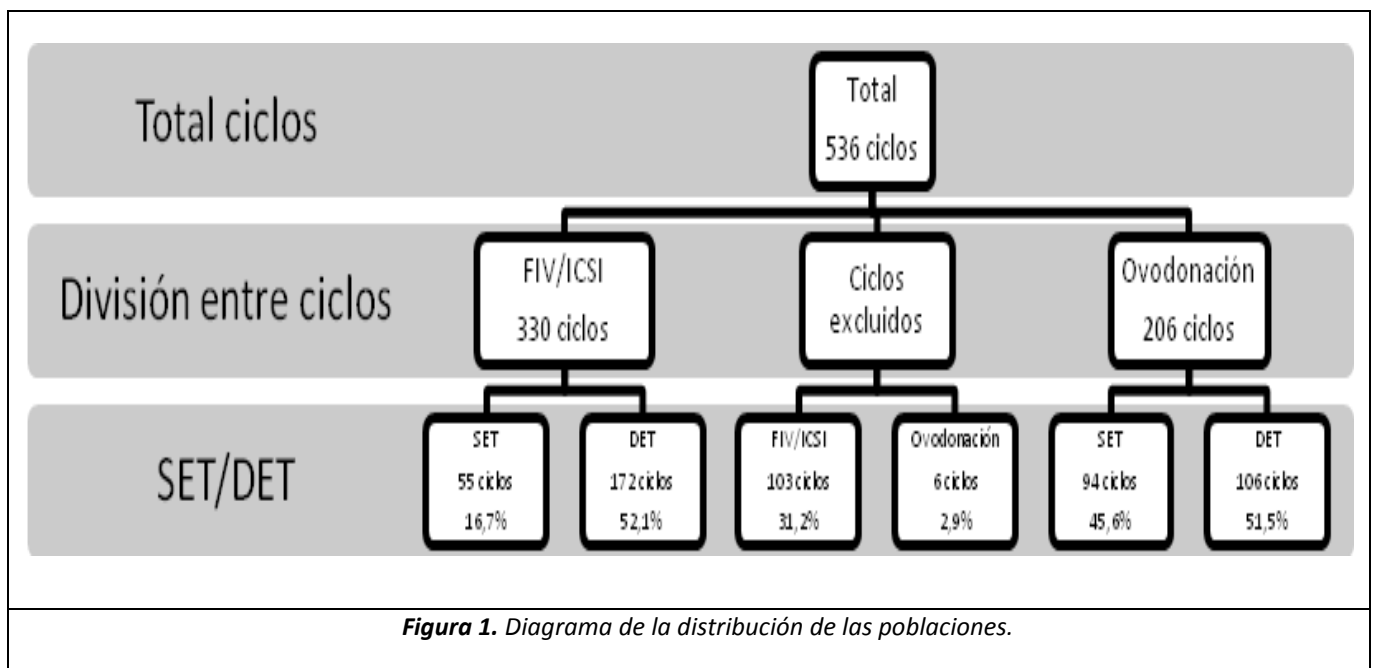 Total ciclos
Total
536 ciclos
División entre ciclos
FIV/ICSI
330 ciclos
Ciclos
excluidos
Ovodonación
206 ciclos
SET/DET
SET
55 ciclos
16,7%
DET
172 ciclos
52,1%
FIV/ICSI
103 ciclos
31,2%
Ovodonación
6 ciclos
2,9%
SET
94 ciclos
45,6%
DET
106 ciclos
51,5%
Figura 1. Diagrama de la distribución de las poblaciones.